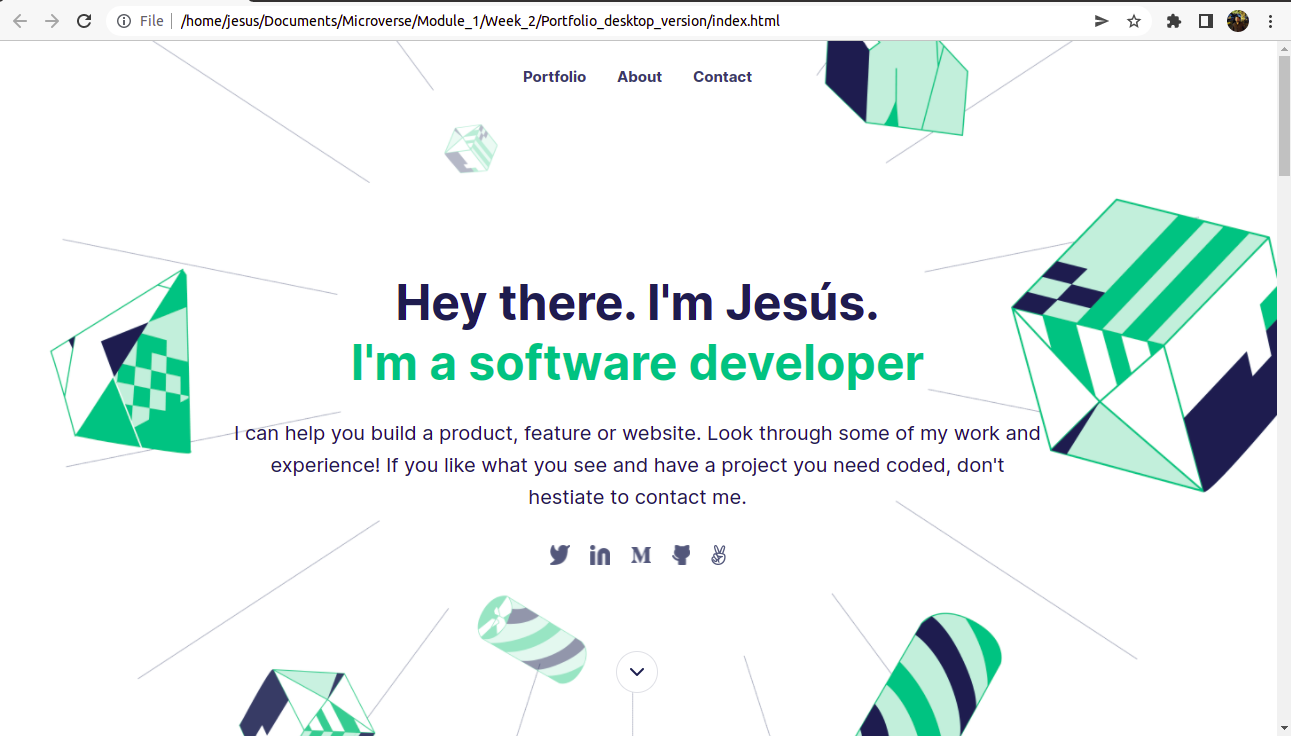 File
/home/jesus/Documents/Microverse/Module_1/Week_2/Portfolio_desktop_version/index.html
Portfolio About Contact
Hey there. I'm Jesús.
I'm a software developer
I can help you build a product, feature or website. Look through some of my work and
experience! If you like what you see and have a project you need coded, don't
hestiate to contact me.